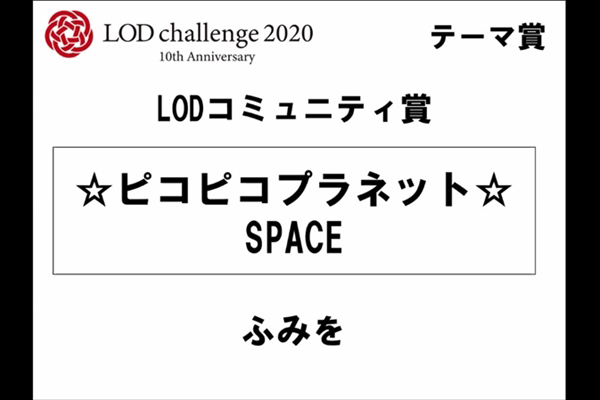 LOD challenge 2020
10th Anniversary
テーマ賞
LODコミュニティ賞
☆ピコピコプラネット☆
SPACE
ふみを